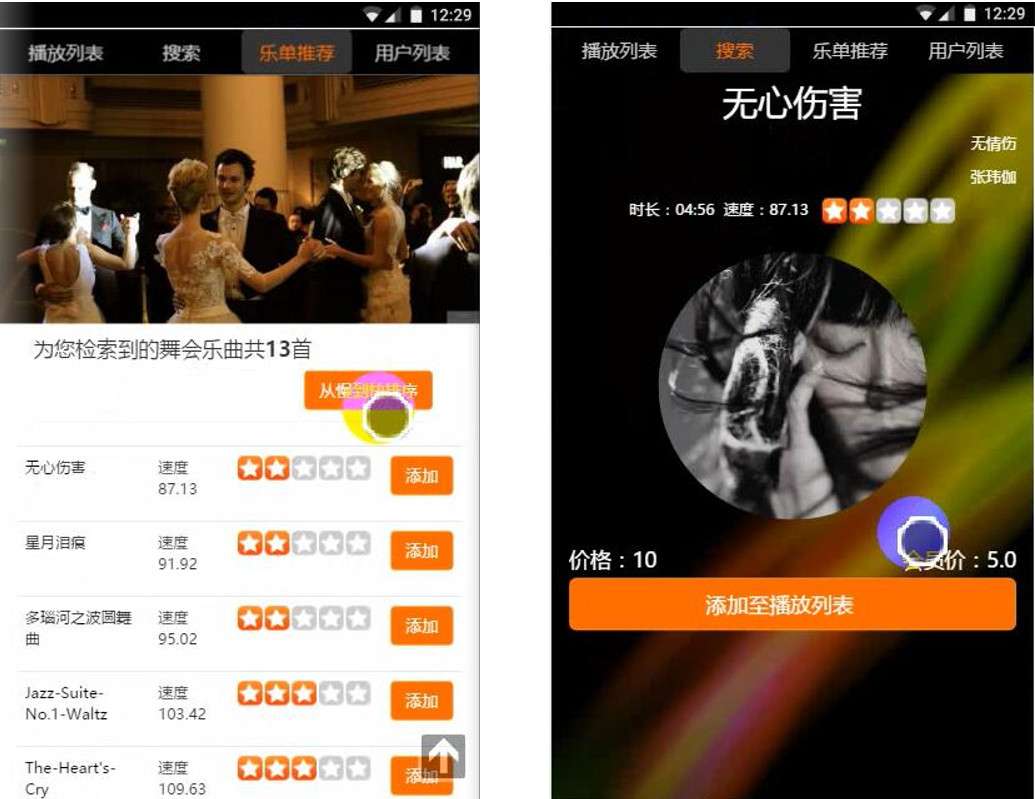 12:29
播放列表 搜索 乐单推荐 用户列表
为您检索到的舞会乐曲共13首
从慢到快排序
无心伤害 速度 添加
87.13
星月泪痕 速度 添加
91.92
多瑙河之波圆舞 速度 添加
曲 95.02
Jazz-Suite- 速度 添加
No.1-Waltz 103.42
The-Heart's- 速度 添加
Cry 109.63
12:29
播放列表 搜索 乐单推荐 用户列表
无心伤害
无情伤
张玮伽
时长：04:56 速度：87.13
价格：10 会员价：5.0
添加至播放列表